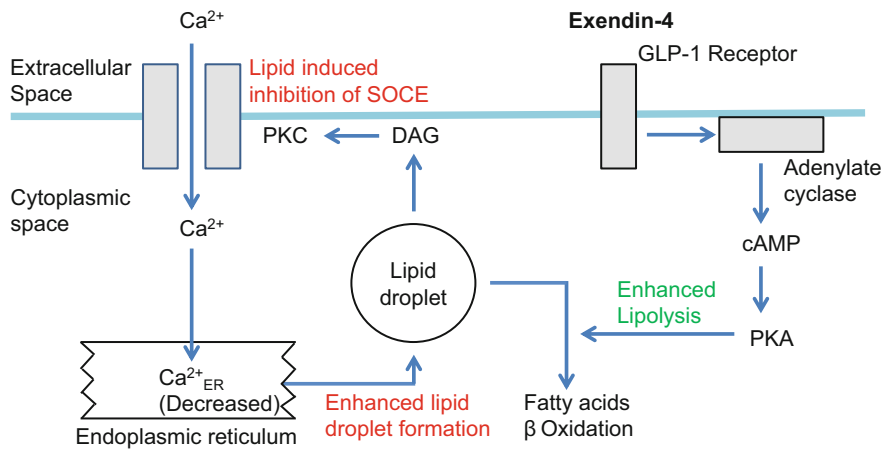 Ca²⁺
Exendin-4
GLP-1 Receptor
Extracellular
Space
Lipid induced
inhibition of SOCE
PKC
DAG
Adenylate
cyclase
Cytoplasmic
space
Ca²⁺
cAMP
Lipid
droplet
Enhanced
Lipolysis
PKA
Ca²⁺ER
(Decreased)
Enhanced lipid
droplet formation
Fatty acids
β Oxidation
Endoplasmic reticulum